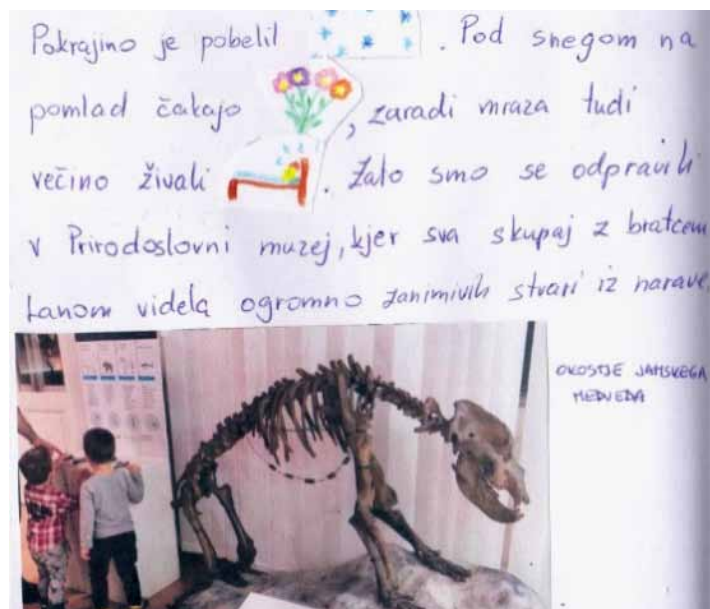 Pokrajino je pobelil . Pod snegom na
pomlad čakajo , zaradi mraza tudi
večino živali . Zato smo se odpravili
v Prirodoslovni muzej, kjer sva skupaj z bratcem
videla ogromno zanimivih stvari iz narave.
OKOSTJE JAMSKEGA
MEDVEDA